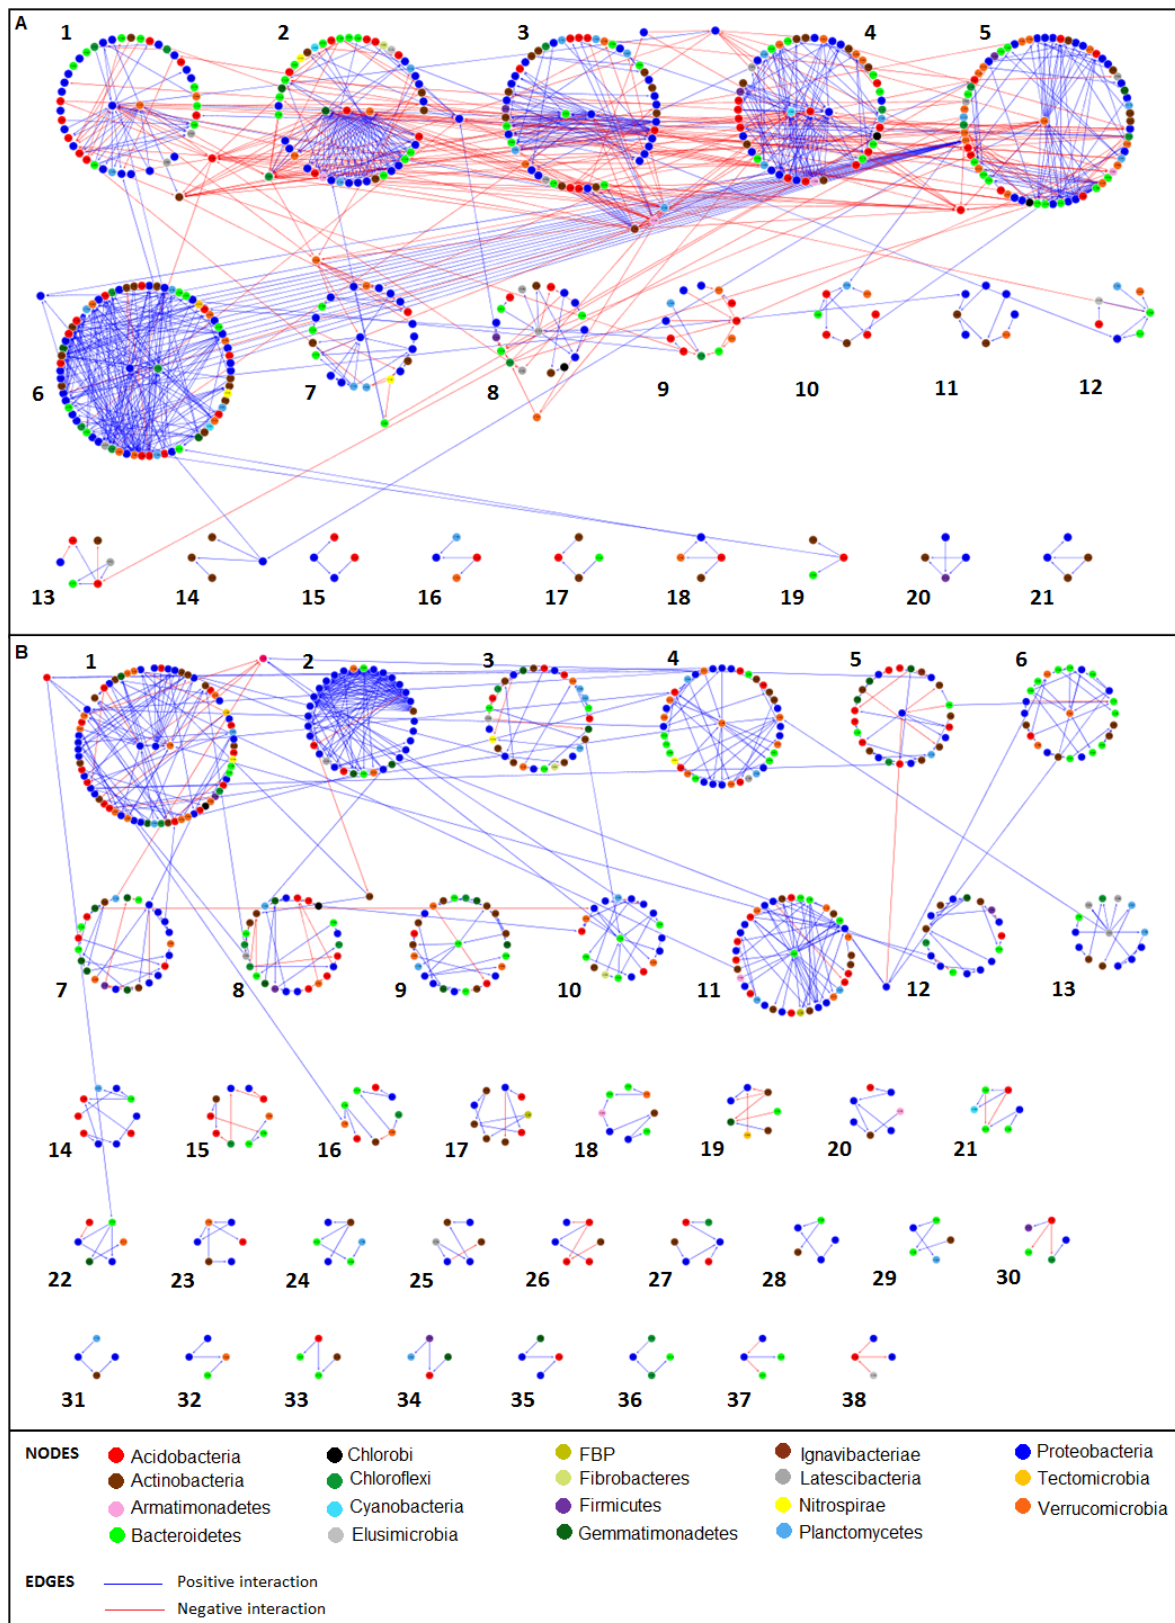 A
1 2 3 4 5
6 7 8 9 10 11 12
13 14 15 16 17 18 19 20 21
B
1 2 3 4 5 6
7 8 9 10 11 12 13
14 15 16 17 18 19 20 21
22 23 24 25 26 27 28 29 30
31 32 33 34 35 36 37 38
NODES
Acidobacteria
Actinobacteria
Armatimonadetes
Bacteroidetes
Chlorobi
Chloroflexi
Cyanobacteria
Elusimicrobia
FBP
Fibrobacteres
Firmicutes
Gemmatimonadetes
Ignavibacteriae
Latescibacteria
Nitrospirae
Planctomycetes
Proteobacteria
Tectomicrobia
Verrucomicrobia
EDGES
Positive interaction
Negative interaction